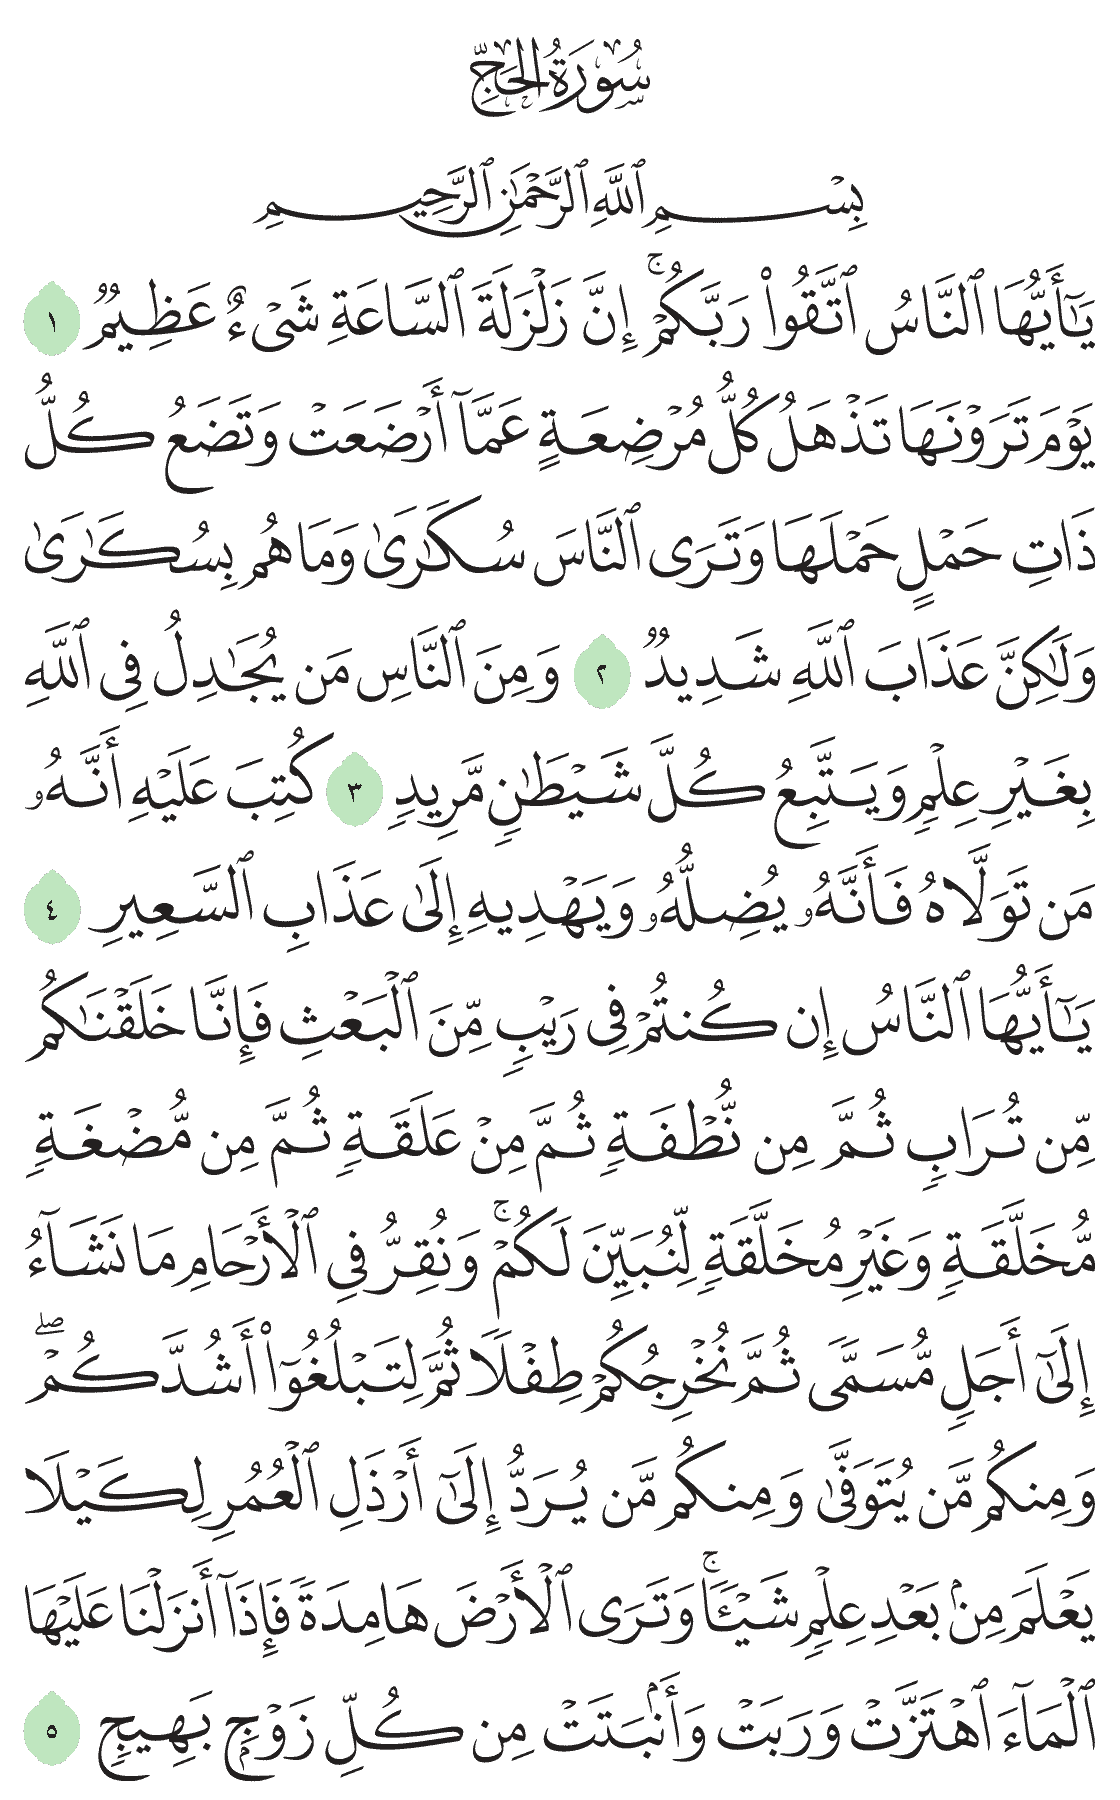 سُورَةُ الحَجِّ
بِسْمِ ٱللَّهِ ٱلرَّحْمَٰنِ ٱلرَّحِيمِ
يَٰٓأَيُّهَا ٱلنَّاسُ ٱتَّقُوا۟ رَبَّكُمْ ۚ إِنَّ زَلْزَلَةَ ٱلسَّاعَةِ شَىْءٌ عَظِيمٌ ١
يَوْمَ تَرَوْنَهَا تَذْهَلُ كُلُّ مُرْضِعَةٍ عَمَّآ أَرْضَعَتْ وَتَضَعُ كُلُّ
ذَاتِ حَمْلٍ حَمْلَهَا وَتَرَى ٱلنَّاسَ سُكَٰرَىٰ وَمَا هُم بِسُكَٰرَىٰ
وَلَٰكِنَّ عَذَابَ ٱللَّهِ شَدِيدٌ ٢ وَمِنَ ٱلنَّاسِ مَن يُجَٰدِلُ فِى ٱللَّهِ
بِغَيْرِ عِلْمٍ وَيَتَّبِعُ كُلَّ شَيْطَٰنٍ مَّرِيدٍ ٣ كُتِبَ عَلَيْهِ أَنَّهُۥ
مَن تَوَلَّاهُ فَأَنَّهُۥ يُضِلُّهُۥ وَيَهْدِيهِ إِلَىٰ عَذَابِ ٱلسَّعِيرِ ٤
يَٰٓأَيُّهَا ٱلنَّاسُ إِن كُنتُمْ فِى رَيْبٍ مِّنَ ٱلْبَعْثِ فَإِنَّا خَلَقْنَٰكُم
مِّن تُرَابٍ ثُمَّ مِن نُّطْفَةٍ ثُمَّ مِنْ عَلَقَةٍ ثُمَّ مِن مُّضْغَةٍ
مُّخَلَّقَةٍ وَغَيْرِ مُخَلَّقَةٍ لِّنُبَيِّنَ لَكُمْ ۚ وَنُقِرُّ فِى ٱلْأَرْحَامِ مَا نَشَآءُ
إِلَىٰٓ أَجَلٍ مُّسَمًّى ثُمَّ نُخْرِجُكُمْ طِفْلًا ثُمَّ لِتَبْلُغُوٓا۟ أَشُدَّكُمْ ۖ
وَمِنكُم مَّن يُتَوَفَّىٰ وَمِنكُم مَّن يُرَدُّ إِلَىٰٓ أَرْذَلِ ٱلْعُمُرِ لِكَيْلَا
يَعْلَمَ مِنۢ بَعْدِ عِلْمٍ شَيْـًٔا ۚ وَتَرَى ٱلْأَرْضَ هَامِدَةً فَإِذَآ أَنزَلْنَا عَلَيْهَا
ٱلْمَآءَ ٱهْتَزَّتْ وَرَبَتْ وَأَنۢبَتَتْ مِن كُلِّ زَوْجٍۭ بَهِيجٍ ٥